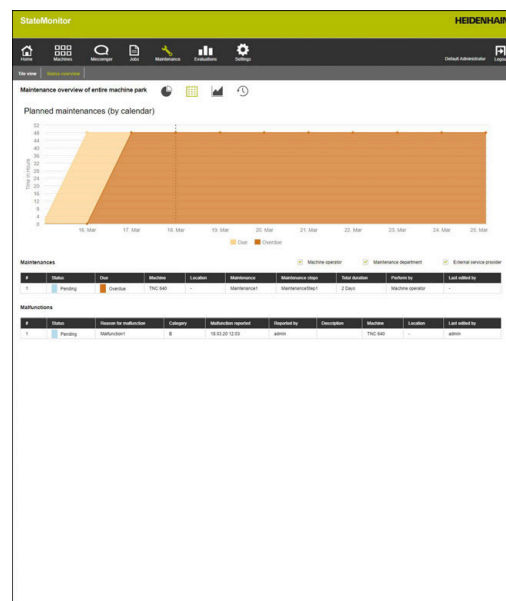 StateMonitor HEIDENHAIN
Home Machines Messenger Jobs Maintenance Evaluations Settings Default Administrator Logout
Tile view Status overview
Maintenance overview of entire machine park
Planned maintenances (by calendar)
52
48
44
40
36
32
28
24
20
16
12
8
4
0
Time in Hours
16. Mar 17. Mar 18. Mar 19. Mar 20. Mar 21. Mar 22. Mar 23. Mar 24. Mar 25. Mar
Due Overdue
Maintenances Machine operator Maintenance department External service provider
# Status Due Machine Location Maintenance Maintenance steps Total duration Perform by Last edited by
1 Pending Overdue TNC 640 - Maintenance1 MaintenanceStep1 2 Days Machine operator -
Malfunctions
# Status Reason for malfunction Category Malfunction reported Reported by Description Machine Location Last edited by
1 Pending Malfunction1 B 18.03.20 12:03 admin TNC 640 - admin